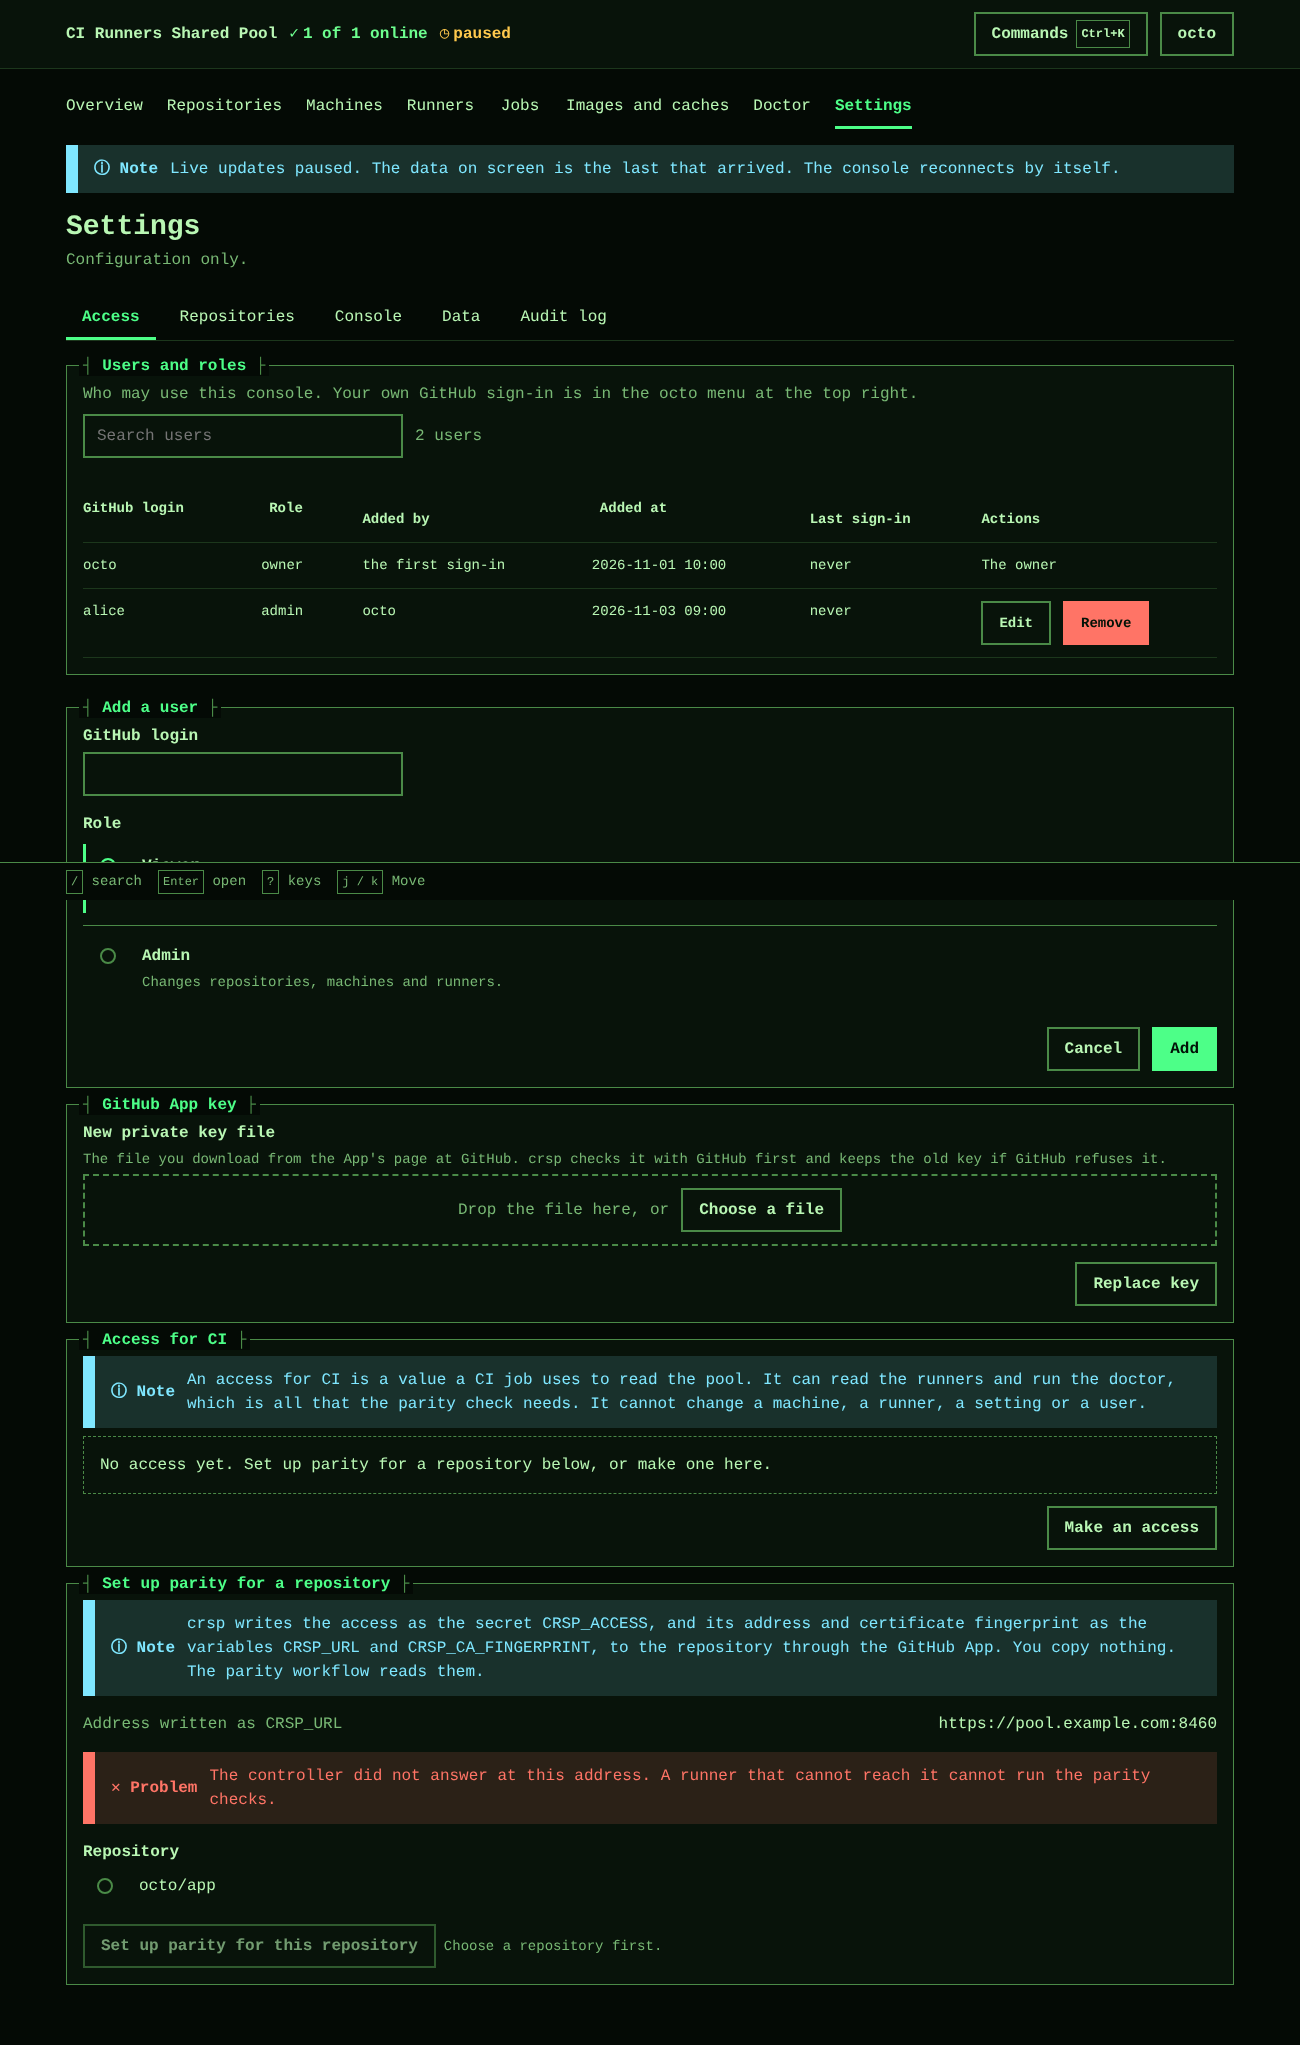 CI Runners Shared Pool ✓ 1 of 1 online ◷ paused
Commands Ctrl+K octo
Overview Repositories Machines Runners Jobs Images and caches Doctor Settings
ⓘ Note Live updates paused. The data on screen is the last that arrived. The console reconnects by itself.
Settings
Configuration only.
Access Repositories Console Data Audit log
Users and roles
Who may use this console. Your own GitHub sign-in is in the octo menu at the top right.
Search users 2 users
GitHub login Role Added by Added at Last sign-in Actions
octo owner the first sign-in 2026-11-01 10:00 never The owner
alice admin octo 2026-11-03 09:00 never Edit Remove
Add a user
GitHub login
Role
/ search Enter open ? keys j / k Move
Admin
Changes repositories, machines and runners.
Cancel Add
GitHub App key
New private key file
The file you download from the App's page at GitHub. crsp checks it with GitHub first and keeps the old key if GitHub refuses it.
Drop the file here, or Choose a file
Replace key
Access for CI
ⓘ Note An access for CI is a value a CI job uses to read the pool. It can read the runners and run the doctor,
which is all that the parity check needs. It cannot change a machine, a runner, a setting or a user.
No access yet. Set up parity for a repository below, or make one here.
Make an access
Set up parity for a repository
crsp writes the access as the secret CRSP_ACCESS, and its address and certificate fingerprint as the
ⓘ Note variables CRSP_URL and CRSP_CA_FINGERPRINT, to the repository through the GitHub App. You copy nothing.
The parity workflow reads them.
Address written as CRSP_URL https://pool.example.com:8460
✕ Problem The controller did not answer at this address. A runner that cannot reach it cannot run the parity
checks.
Repository
octo/app
Set up parity for this repository Choose a repository first.